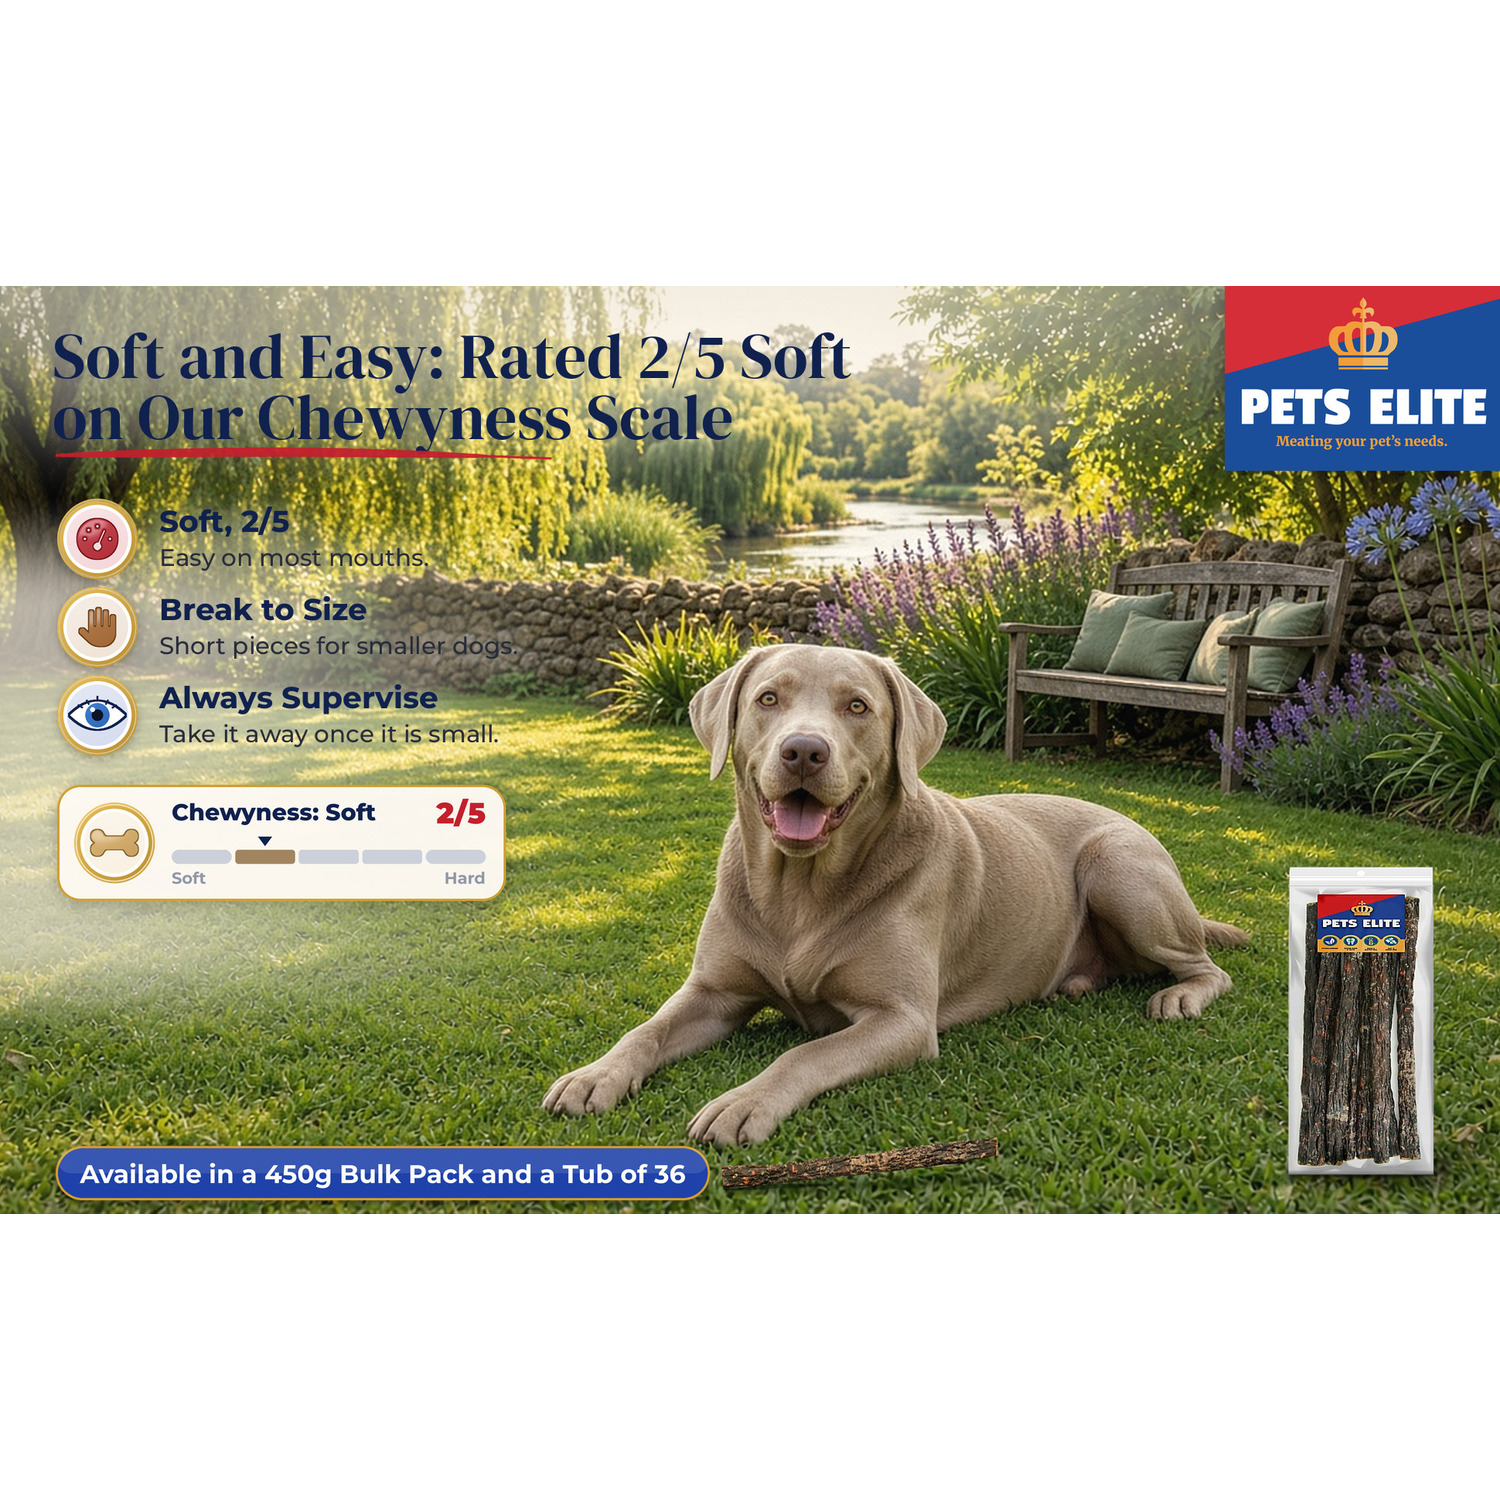 Soft and Easy: Rated 2/5 Soft
on Our Chewyness Scale
PETS ELITE
Meating your pet's needs.
Soft, 2/5
Easy on most mouths.
Break to Size
Short pieces for smaller dogs.
Always Supervise
Take it away once it is small.
Chewyness: Soft 2/5
Soft Hard
PETS ELITE
Available in a 450g Bulk Pack and a Tub of 36